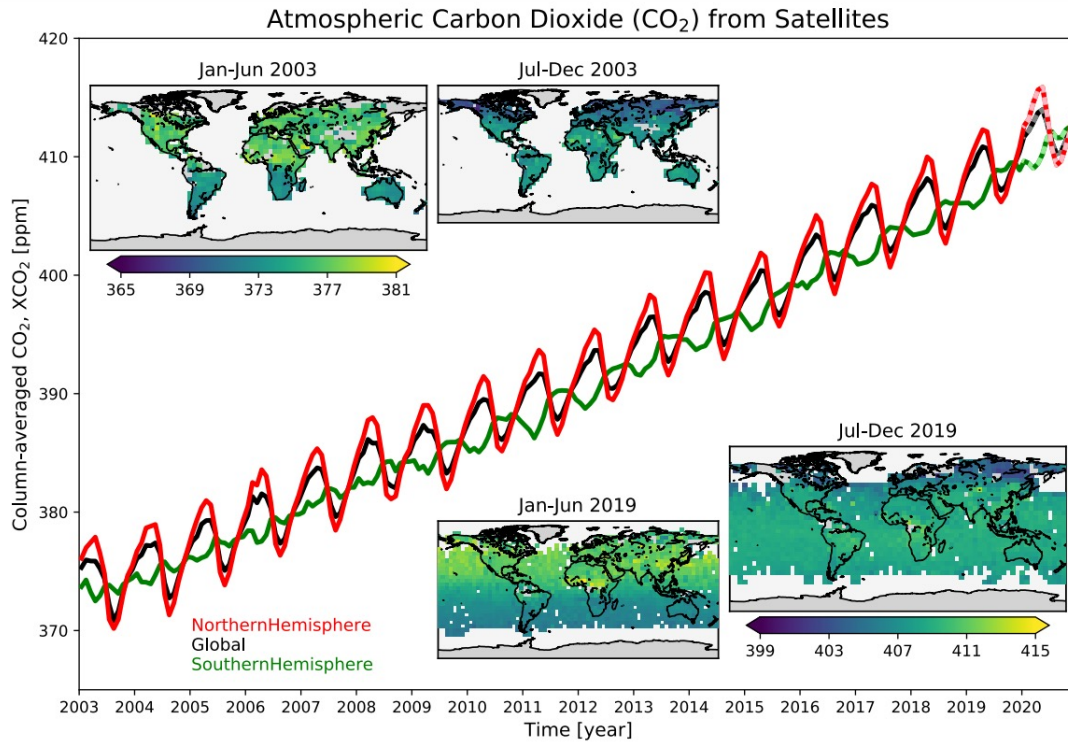 Atmospheric Carbon Dioxide (CO₂) from Satellites
Column-averaged CO₂, XCO₂ [ppm]
420
410
400
390
380
370
Jan-Jun 2003
365 369 373 377 381
Jul-Dec 2003
Jul-Dec 2019
399 403 407 411 415
Jan-Jun 2019
NorthernHemisphere
Global
SouthernHemisphere
2003 2004 2005 2006 2007 2008 2009 2010 2011 2012 2013 2014 2015 2016 2017 2018 2019 2020
Time [year]